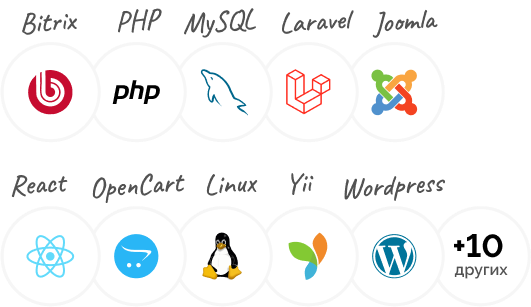 Bitrix PHP MySQL Laravel Joomla
php
React OpenCart Linux Yii Wordpress
+10
других